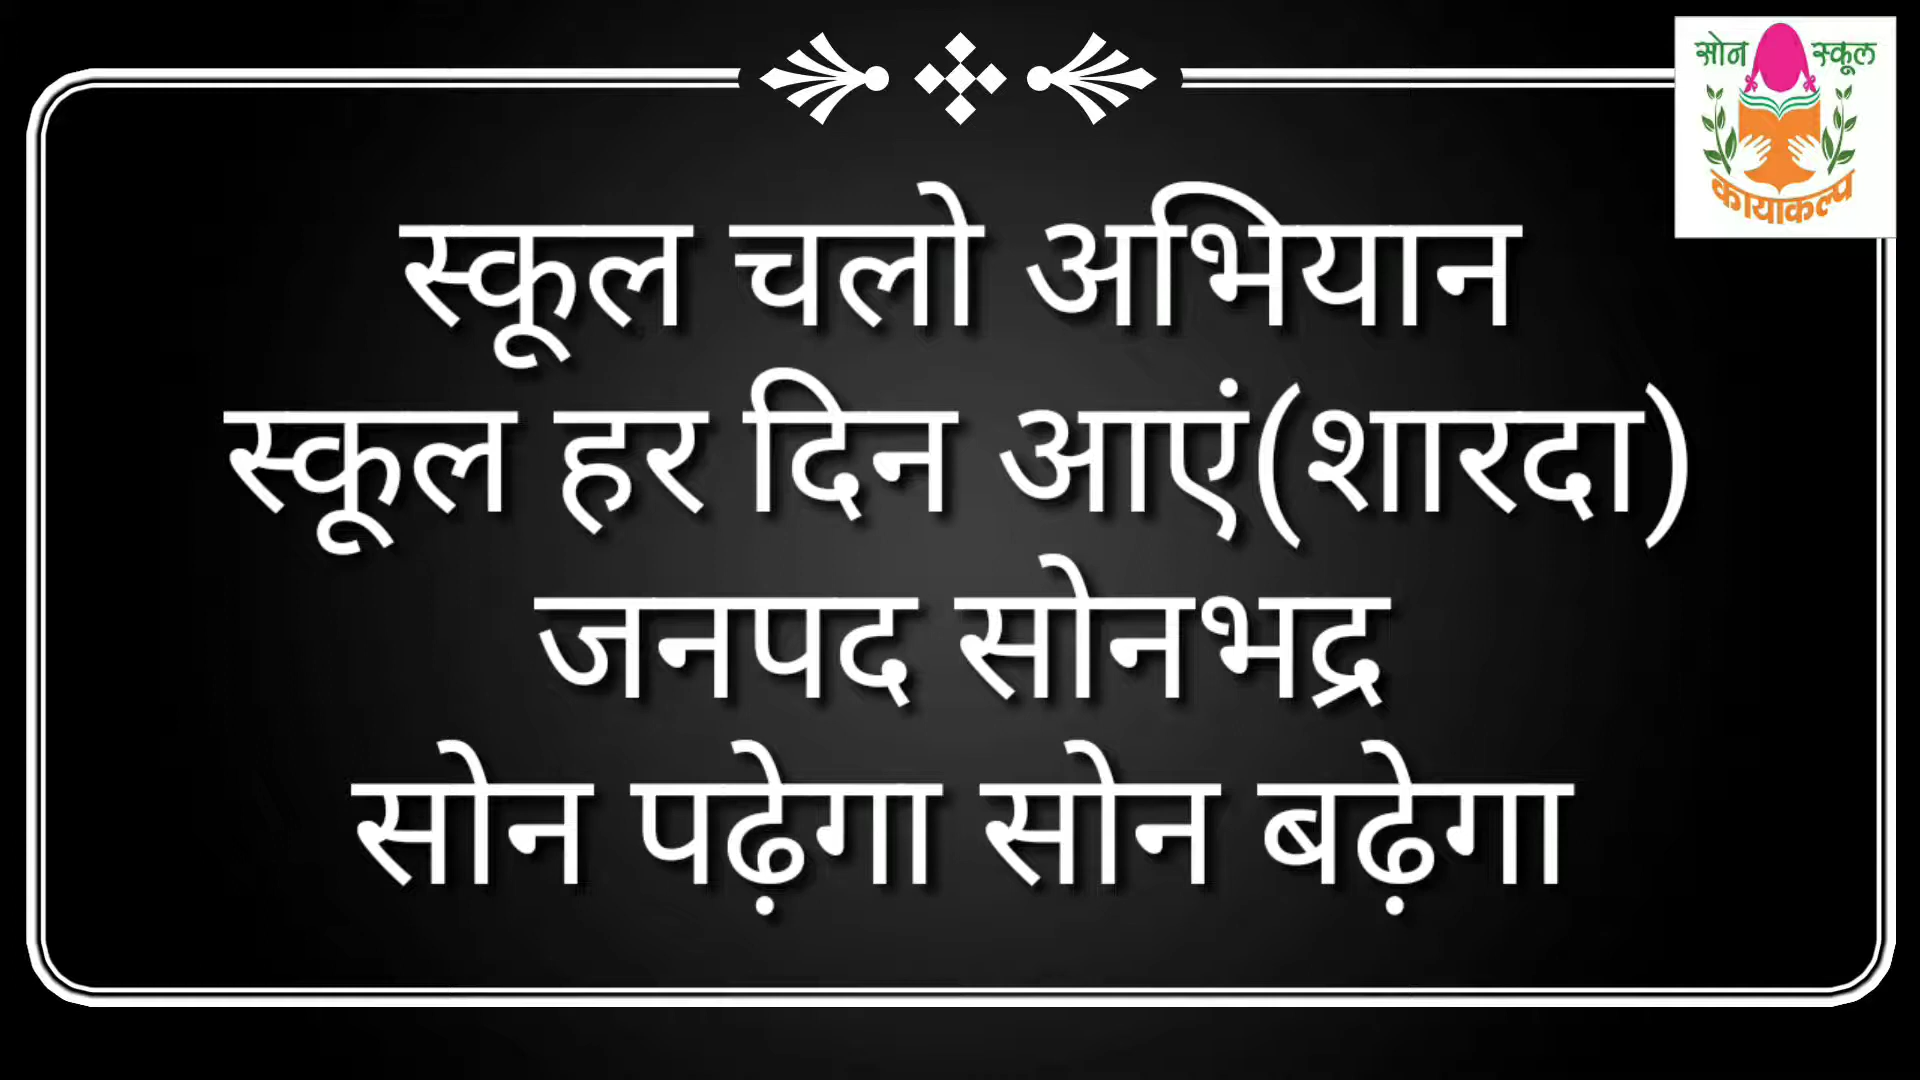 सोन स्कूल
कायाकल्प
स्कूल चलो अभियान
स्कूल हर दिन आएं(शारदा)
जनपद सोनभद्र
सोन पढ़ेगा सोन बढ़ेगा